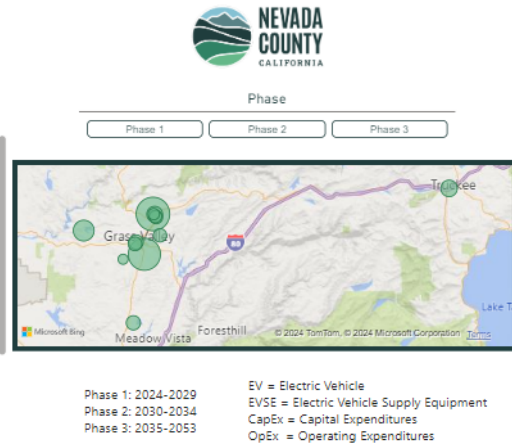 NEVADA
COUNTY
CALIFORNIA
Phase
Phase 1
Phase 2
Phase 3
Truckee
Grass Valley
80
Lake T
Microsoft Bing
Meadow Vista
Foresthill
© 2024 TomTom, © 2024 Microsoft Corporation Terms
Phase 1: 2024-2029
Phase 2: 2030-2034
Phase 3: 2035-2053
EV = Electric Vehicle
EVSE = Electric Vehicle Supply Equipment
CapEx = Capital Expenditures
OpEx = Operating Expenditures